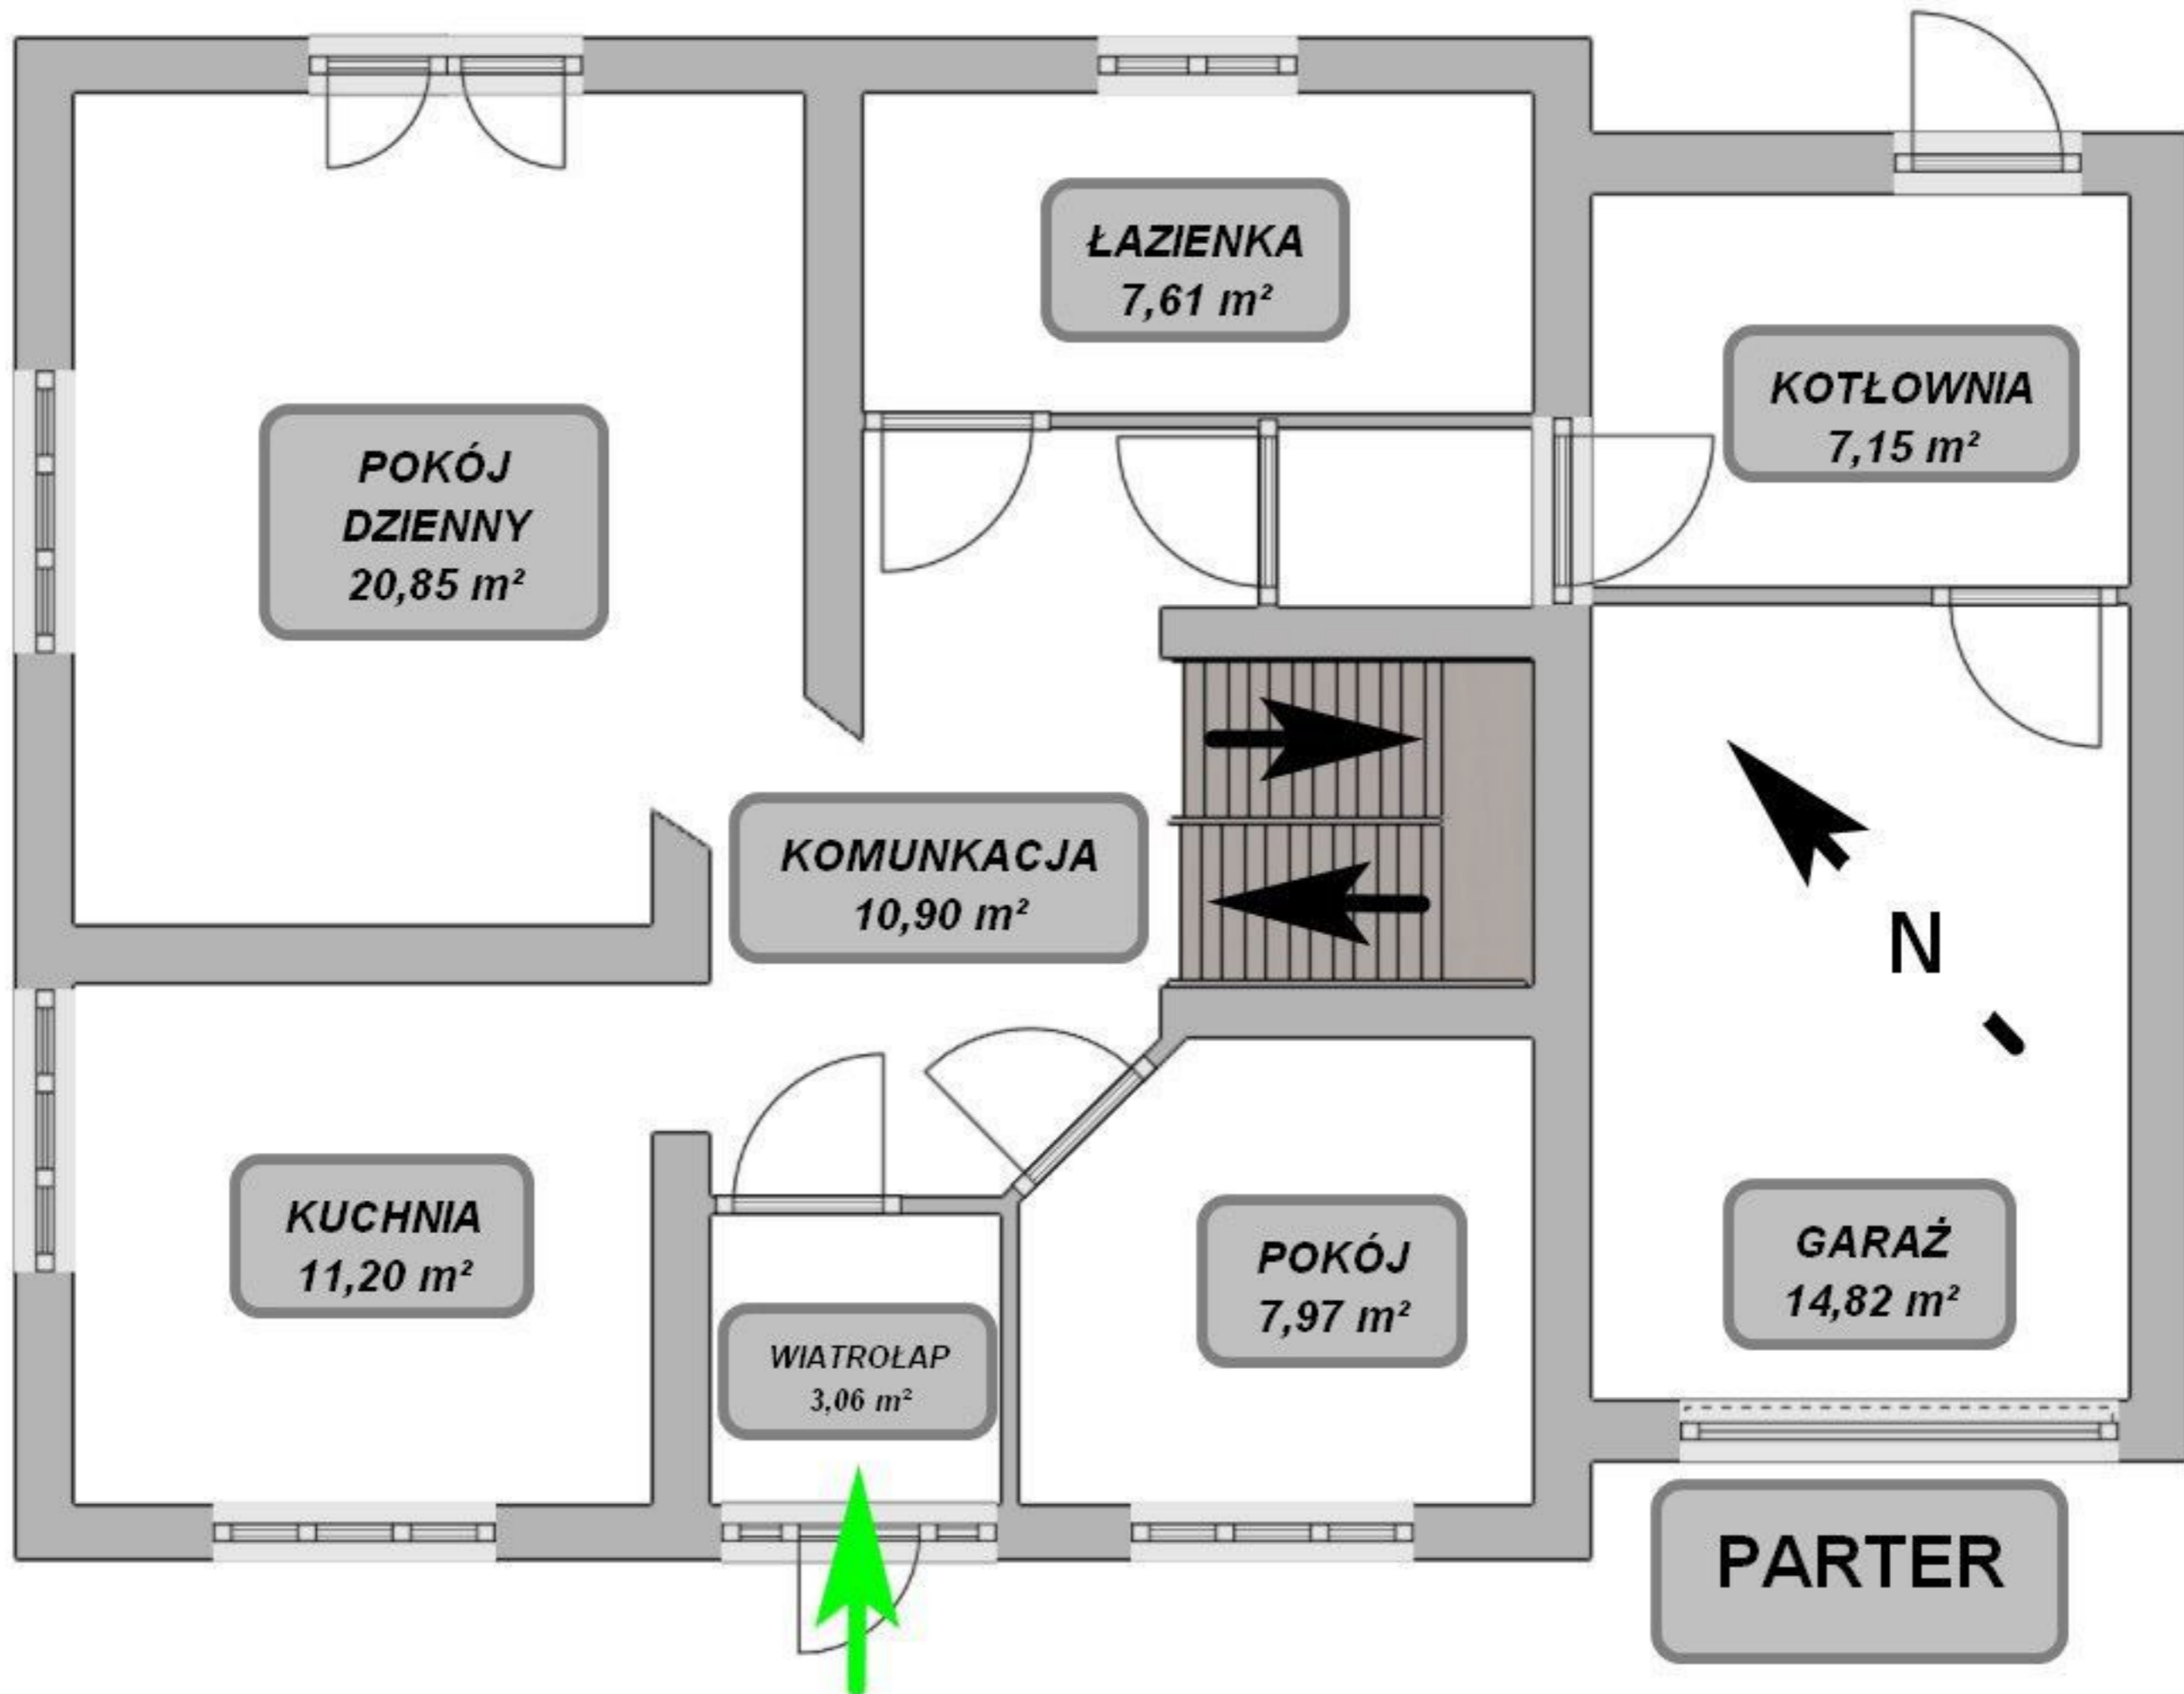 ŁAZIENKA
7,61 m²
KOTŁOWNIA
7,15 m²
POKÓJ
DZIENNY
20,85 m²
KOMUNKACJA
10,90 m²
N
KUCHNIA
11,20 m²
WIATROŁAP
3,06 m²
POKÓJ
7,97 m²
GARAŻ
14,82 m²
PARTER